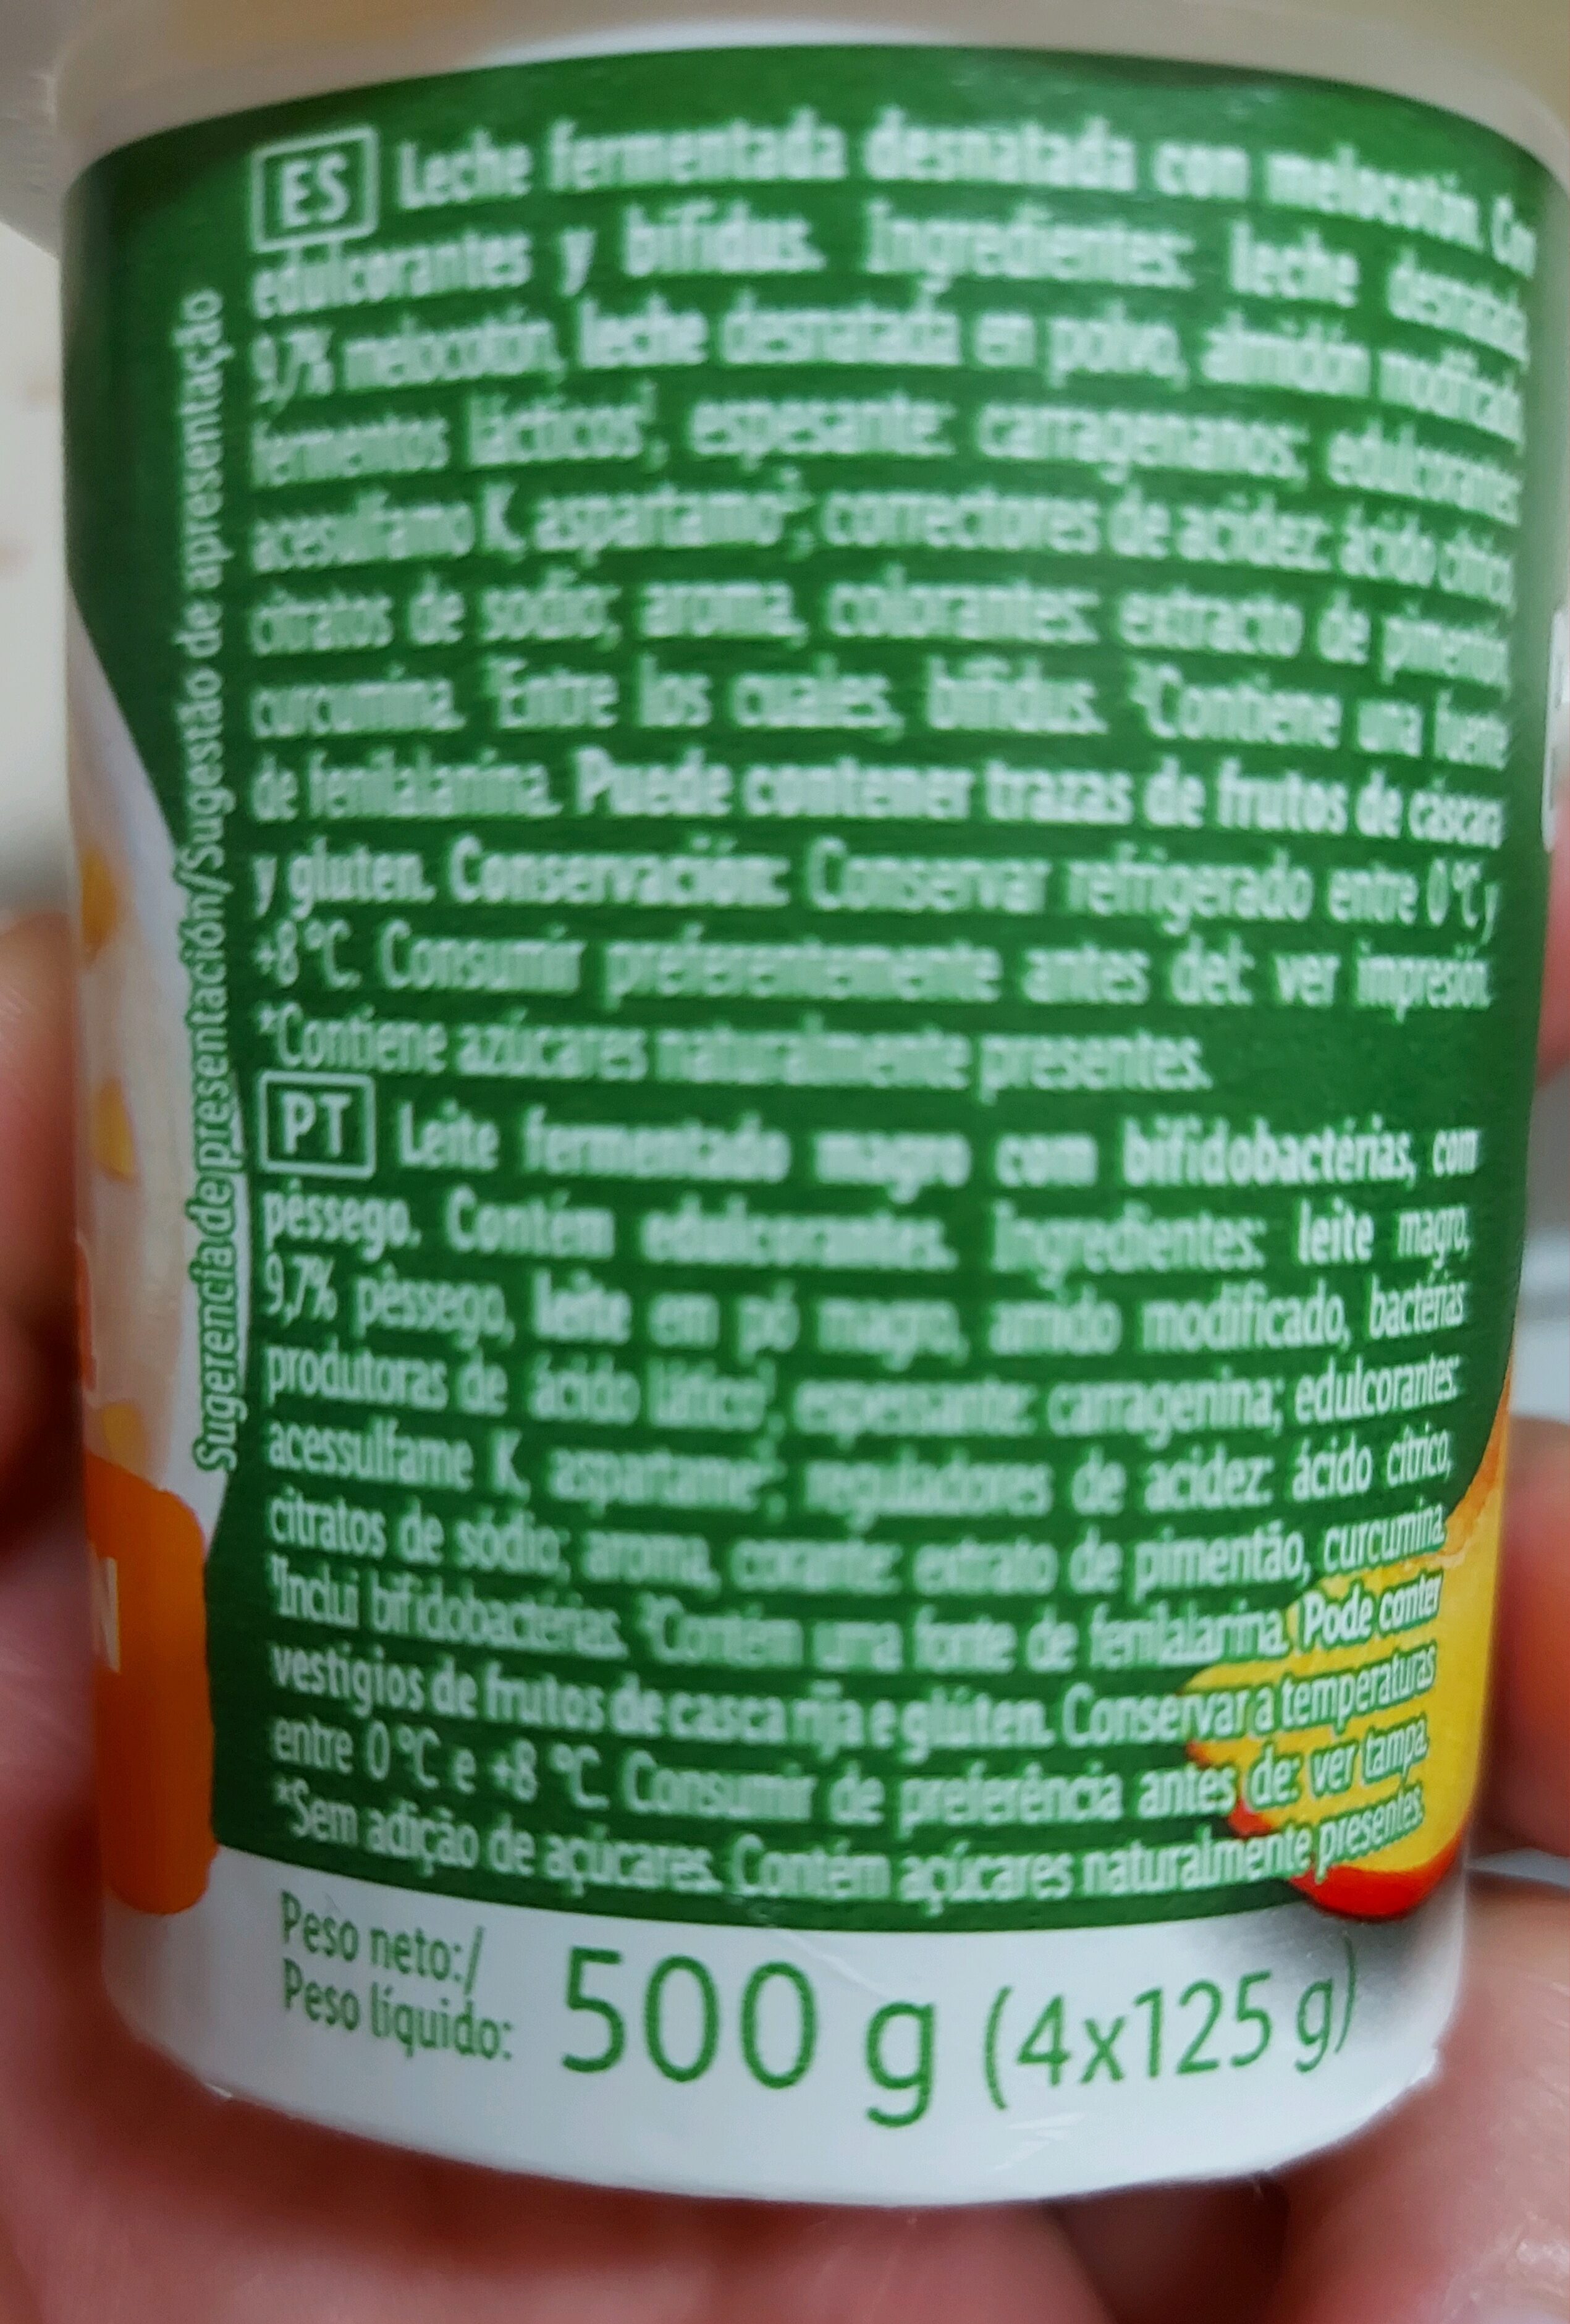 ES Leche fermentada desnatada con melocotón. Con
edulcorantes y bífidus. Ingredientes: leche desnatada,
9,7% melocotón, leche desnatada en polvo, almidón modificado,
fermentos lácticos¹, espesante: carragenanos; edulcorantes:
acesulfamo K, aspartamo²; correctores de acidez: ácido cítrico,
citratos de sodio; aroma, colorantes: extracto de pimentón,
curcumina. ¹Entre los cuales, bífidus. ²Contiene una fuente
de fenilalanina. Puede contener trazas de frutos de cáscara
y gluten. Conservación: Conservar refrigerado entre 0 °C y
+8 °C. Consumir preferentemente antes del: ver impresión.
*Contiene azúcares naturalmente presentes.
PT Leite fermentado magro com bifidobactérias, com
pêssego. Contém edulcorantes. Ingredientes: leite magro,
9,7% pêssego, leite em pó magro, amido modificado, bactérias
produtoras de ácido lático¹, espessante: carragenina; edulcorantes:
acessulfame K, aspartame²; reguladores de acidez: ácido cítrico,
citratos de sódio; aroma, corante: extrato de pimentão, curcumina.
¹Inclui bifidobactérias. ²Contém uma fonte de fenilalanina. Pode conter
vestígios de frutos de casca rija e glúten. Conservar a temperaturas
entre 0 °C e +8 °C. Consumir de preferência antes de: ver tampa.
*Sem adição de açúcares. Contém açúcares naturalmente presentes.
Sugerencia de presentación/Sugestão de apresentação
Peso neto:/
Peso líquido: 500 g (4x125 g)